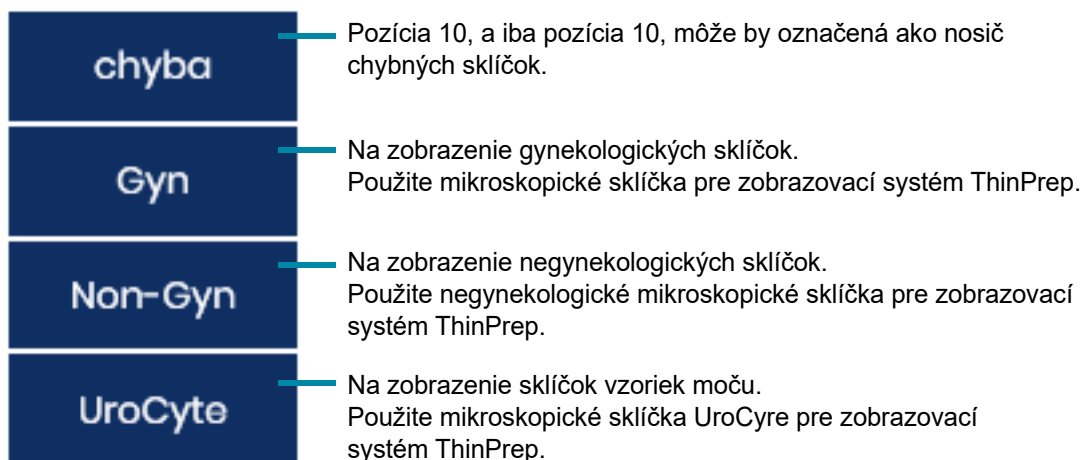 chyba
Pozícia 10, a iba pozícia 10, môže by označená ako nosič
chybných sklíčok.
Gyn
Na zobrazenie gynekologických sklíčok.
Použite mikroskopické sklíčka pre zobrazovací systém ThinPrep.
Non-Gyn
Na zobrazenie negynekologických sklíčok.
Použite negynekologické mikroskopické sklíčka pre zobrazovací
systém ThinPrep.
UroCyte
Na zobrazenie sklíčok vzoriek moču.
Použite mikroskopické sklíčka UroCyre pre zobrazovací
systém ThinPrep.